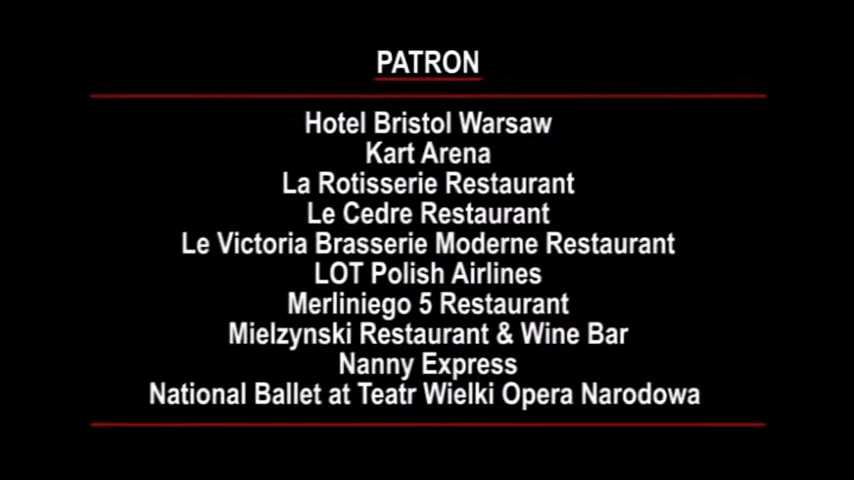 PATRON
Hotel Bristol Warsaw
Kart Arena
La Rotisserie Restaurant
Le Cedre Restaurant
Le Victoria Brasserie Moderne Restaurant
LOT Polish Airlines
Merliniego 5 Restaurant
Mielzynski Restaurant & Wine Bar
Nanny Express
National Ballet at Teatr Wielki Opera Narodowa